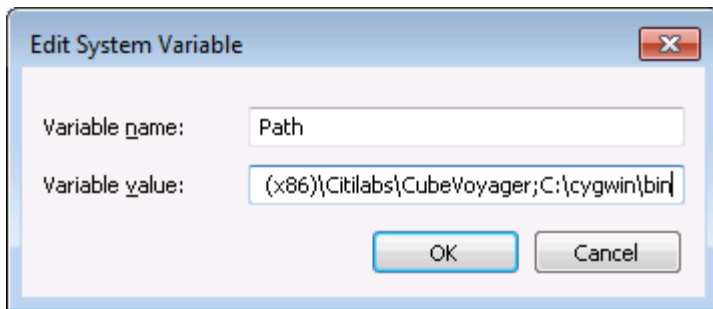 Edit System Variable
Variable name:
Path
Variable value:
(x86)\Citilabs\CubeVoyager;C:\cygwin\bin
OK
Cancel